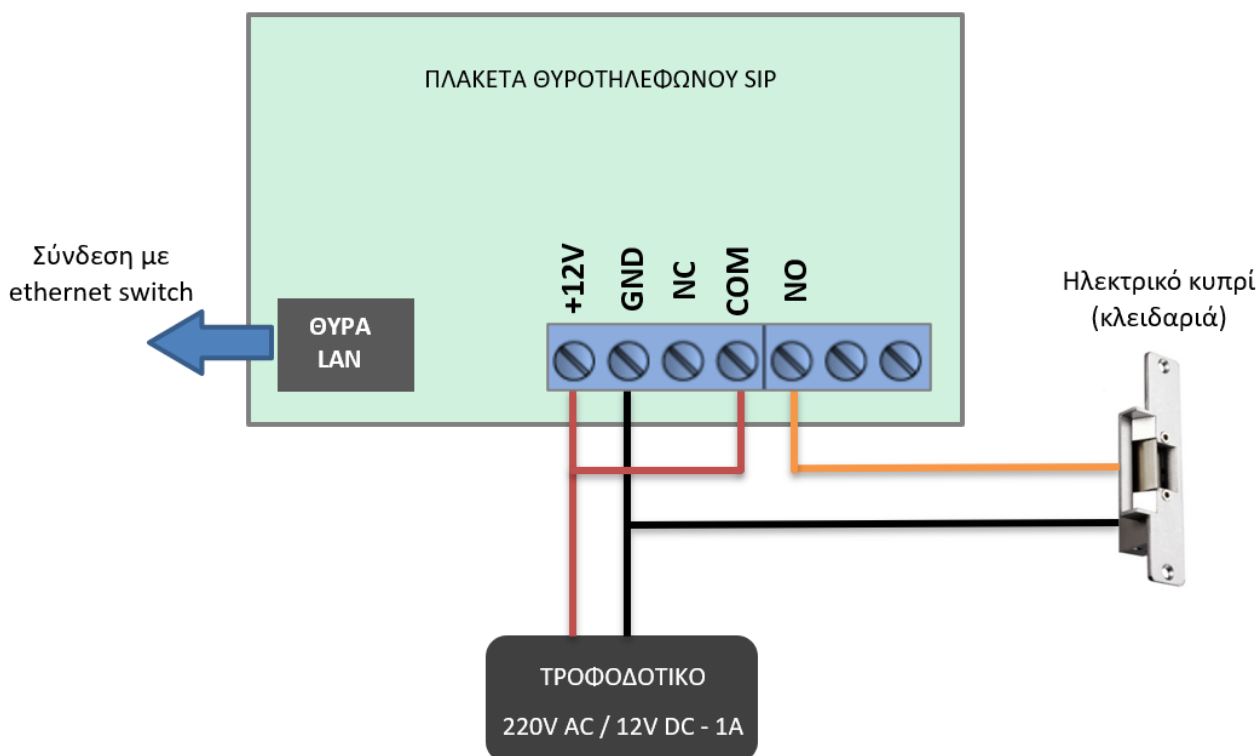 ΠΛΑΚΕΤΑ ΘΥΡΟΤΗΛΕΦΩΝΟΥ SIP
Σύνδεση με
ethernet switch
ΘΥΡΑ
LAN
+12V
GND
NC
COM
NO
Ηλεκτρικό κυπρί
(κλειδαριά)
ΤΡΟΦΟΔΟΤΙΚΟ
220V AC / 12V DC - 1A